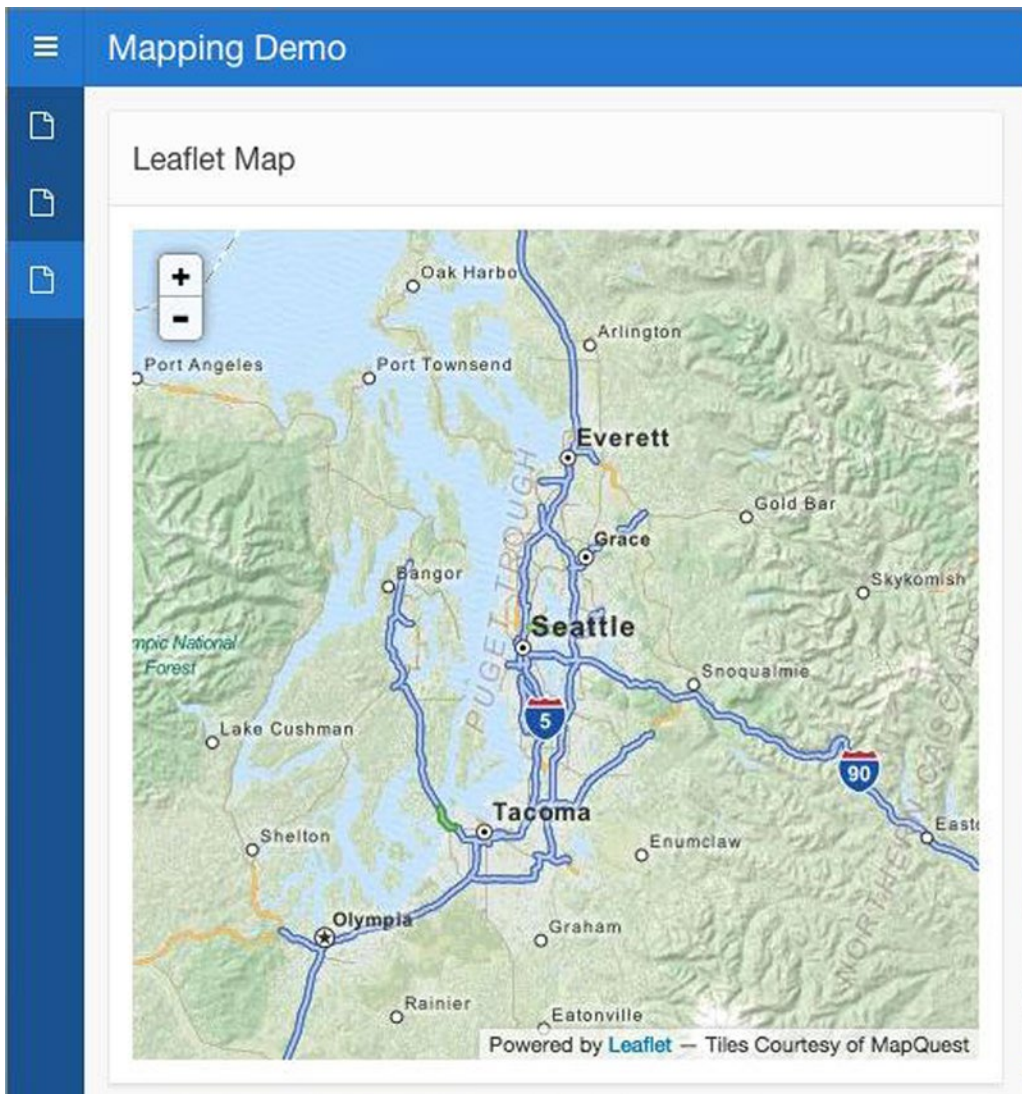 Mapping Demo
Leaflet Map
+
-
Oak Harbo
Arlington
Port Angeles
Port Townsend
Everett
PUGET TROUGH
Gold Bar
Grace
Bangor
Skykomish
Seattle
mpic National
Forest
Snoqualmie
5
Lake Cushman
90
Tacoma
Easto
Shelton
Enumclaw
NORTHERN CASC
Olympia
Graham
Rainier
Eatonville
Powered by Leaflet — Tiles Courtesy of MapQuest